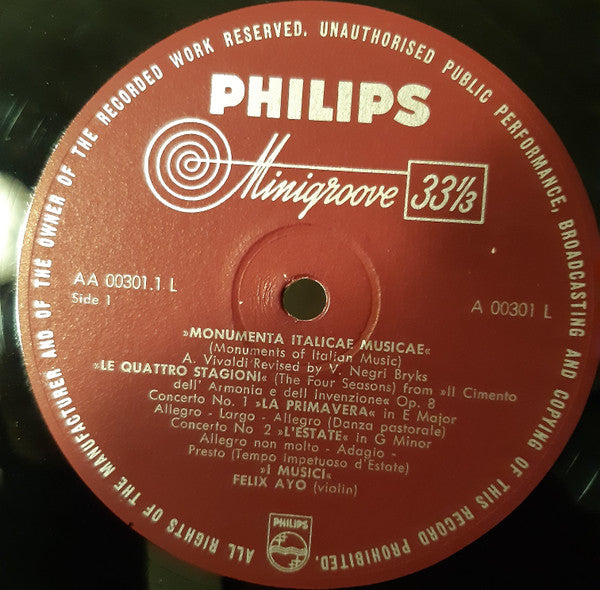 ALL RIGHTS OF THE MANUFACTURER AND OF THE OWNER OF THE RECORDED WORK RESERVED. UNAUTHORISED PUBLIC PERFORMANCE, BROADCASTING AND COPYING OF THIS RECORD PROHIBITED.
PHILIPS
Minigroove 33⅓
AA 00301.1 L
Side 1
A 00301 L
»MONUMENTA ITALICAE MUSICAE«
(Monuments of Italian Music)
A. Vivaldi Revised by V. Negri Bryks
»LE QUATTRO STAGIONI« (The Four Seasons) from »Il Cimento
dell' Armonia e dell Invenzione« Op. 8
Concerto No. 1 »LA PRIMAVERA« in E Major
Allegro - Largo - Allegro (Danza pastorale)
Concerto No. 2 »L'ESTATE« in G Minor
Allegro non molto - Adagio -
Presto (Tempo impetuoso d'Estate)
»I MUSICI«
FELIX AYO (violin)
PHILIPS